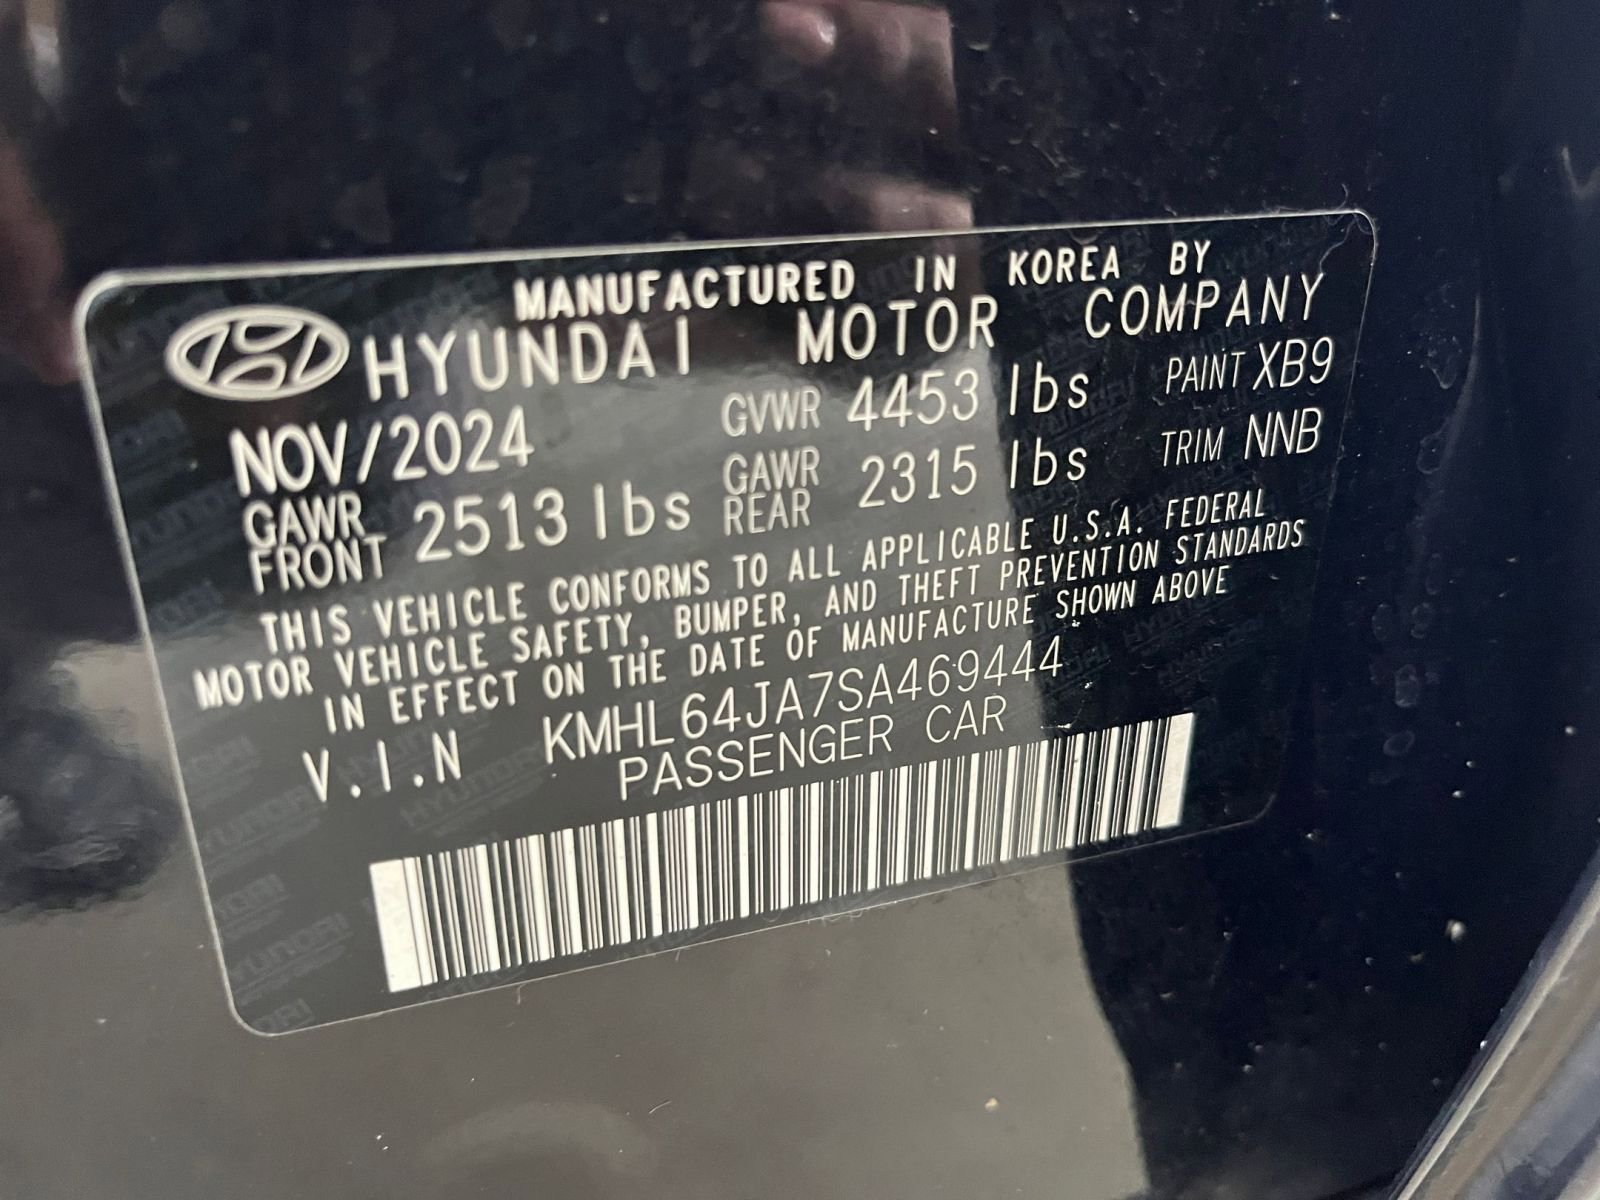 MANUFACTURED IN KOREA BY
HYUNDAI MOTOR COMPANY
NOV/2024 GVWR 4453 lbs PAINT XB9
GAWR FRONT 2513 lbs GAWR REAR 2315 lbs TRIM NNB
THIS VEHICLE CONFORMS TO ALL APPLICABLE U.S.A. FEDERAL
MOTOR VEHICLE SAFETY, BUMPER, AND THEFT PREVENTION STANDARDS
IN EFFECT ON THE DATE OF MANUFACTURE SHOWN ABOVE
V.I.N KMHL64JA7SA469444
PASSENGER CAR